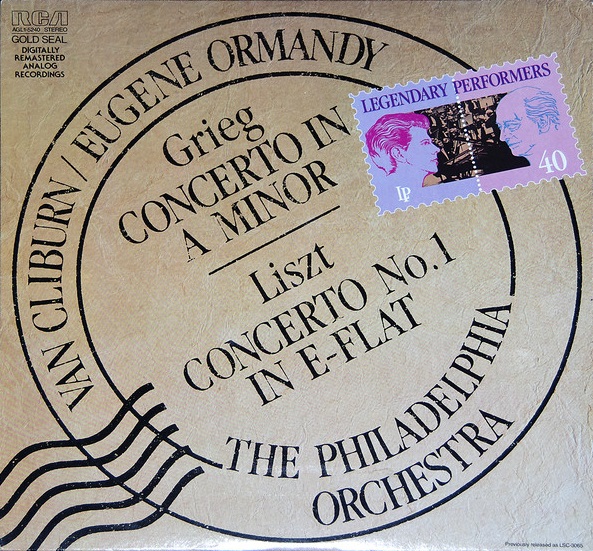 RCA
AGL1-5240 STEREO
GOLD SEAL
DIGITALLY
REMASTERED
ANALOG
RECORDINGS
VAN CLIBURN / EUGENE ORMANDY
LEGENDARY PERFORMERS
LP
40
Grieg
CONCERTO IN
A MINOR
Liszt
CONCERTO No. 1
IN E-FLAT
THE PHILADELPHIA
ORCHESTRA
Previously released as LSC-3065